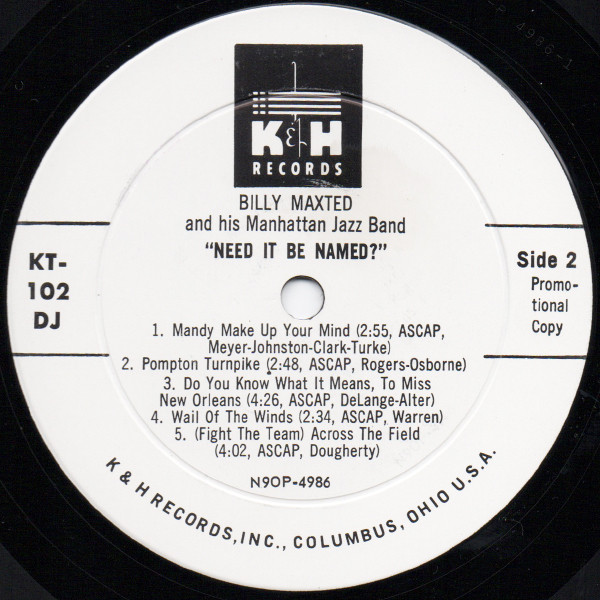 P 4986-1
K & H
RECORDS
BILLY MAXTED
and his Manhattan Jazz Band
"NEED IT BE NAMED?"
KT-
102
DJ
Side 2
Promo-
tional
Copy
1. Mandy Make Up Your Mind (2:55, ASCAP,
Meyer-Johnston-Clark-Turke)
2. Pompton Turnpike (2:48, ASCAP, Rogers-Osborne)
3. Do You Know What It Means, To Miss
New Orleans (4:26, ASCAP, DeLange-Alter)
4. Wail Of The Winds (2:34, ASCAP, Warren)
5. (Fight The Team) Across The Field
(4:02, ASCAP, Dougherty)
N9OP-4986
K & H RECORDS, INC., COLUMBUS, OHIO U.S.A.